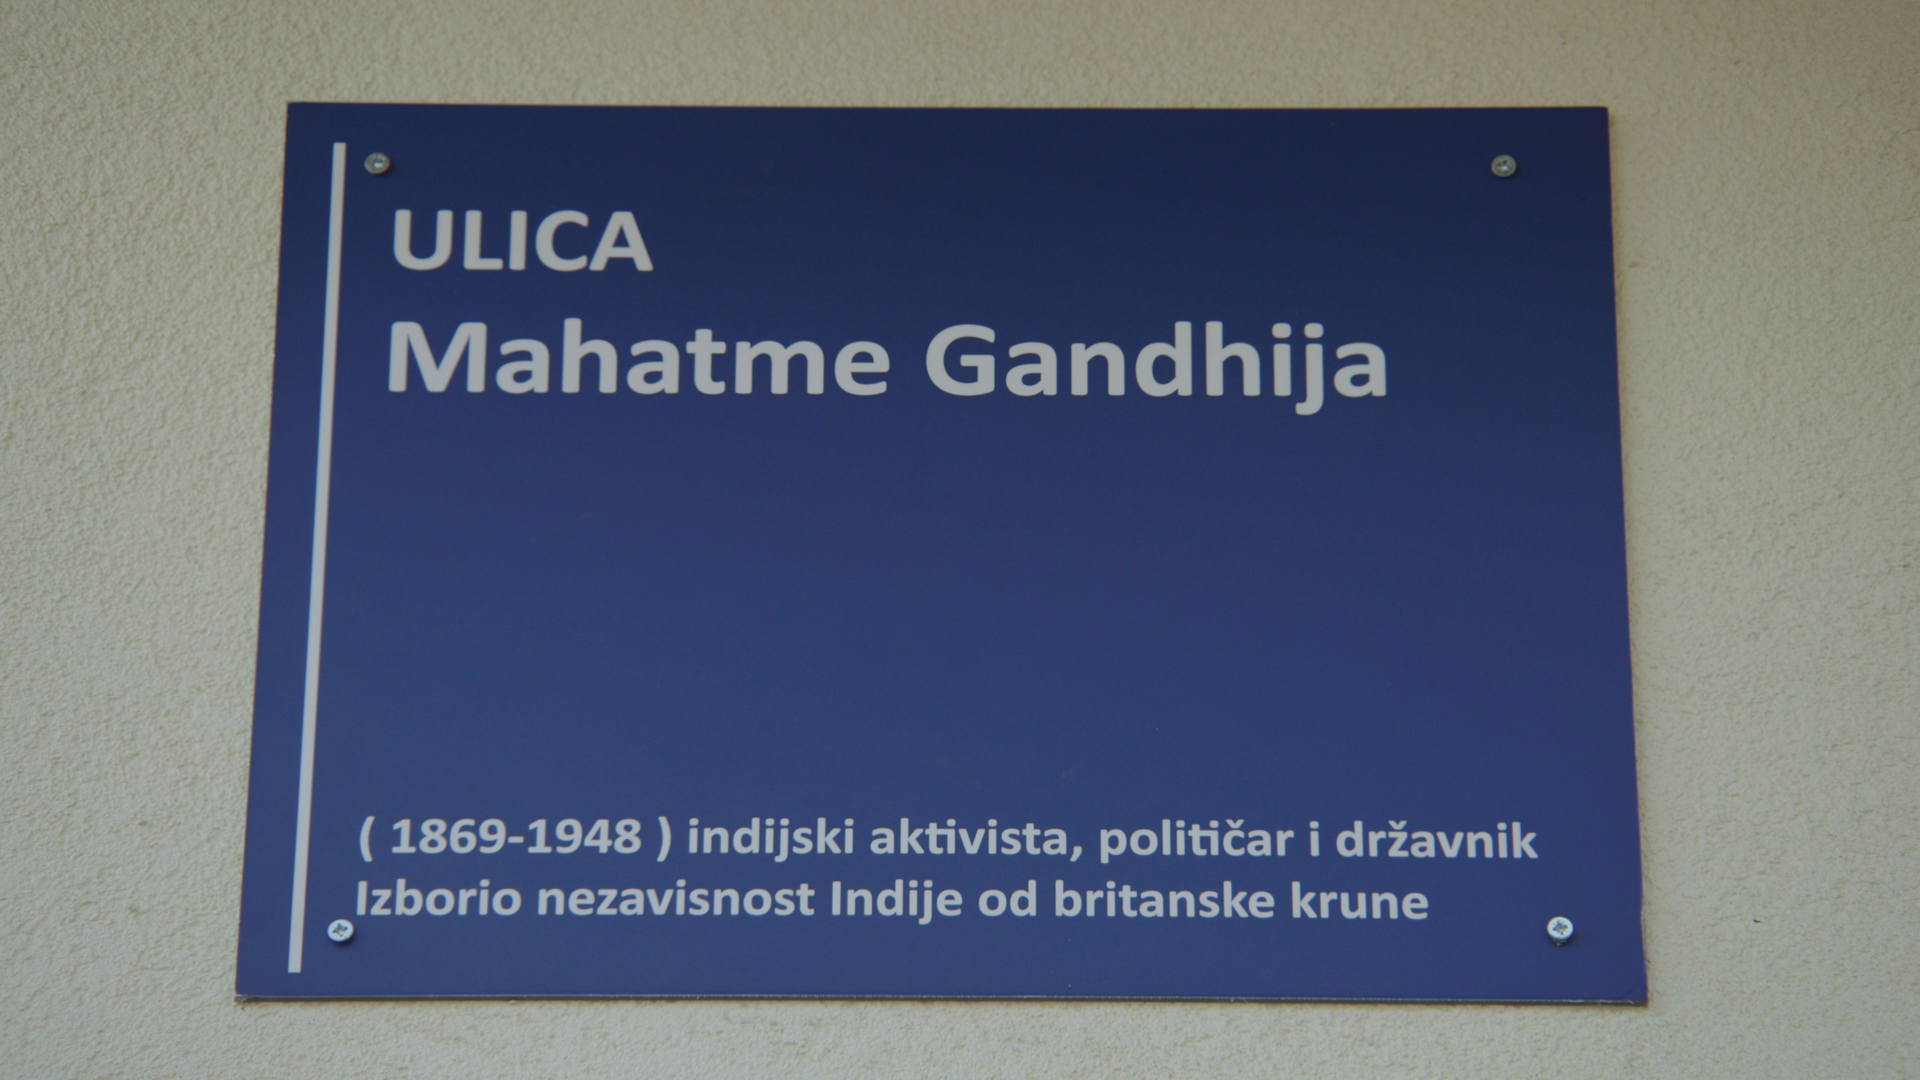 ULICA
Mahatme Gandhija
( 1869-1948 ) indijski aktivista, političar i državnik
Izborio nezavisnost Indije od britanske krune